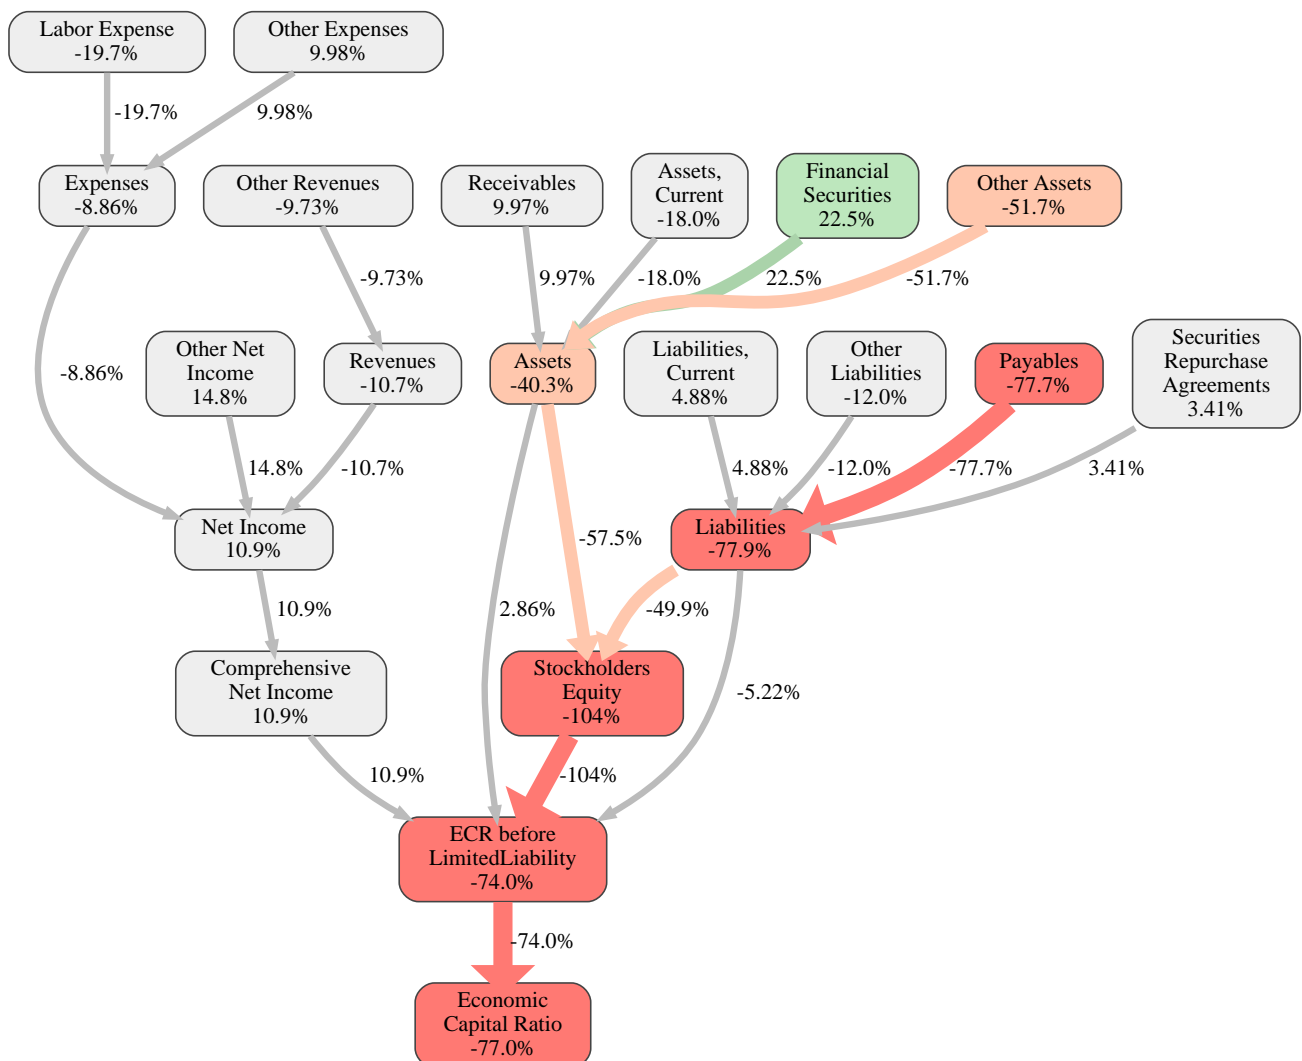 Labor Expense
-19.7%
Other Expenses
9.98%
-19.7%
9.98%
Expenses
-8.86%
Other Revenues
-9.73%
Receivables
9.97%
Assets,
Current
-18.0%
Financial
Securities
22.5%
Other Assets
-51.7%
-9.73%
9.97%
-18.0%
22.5%
-51.7%
-8.86%
Other Net
Income
14.8%
Revenues
-10.7%
Assets
-40.3%
Liabilities,
Current
4.88%
Other
Liabilities
-12.0%
Payables
-77.7%
Securities
Repurchase
Agreements
3.41%
14.8%
-10.7%
4.88%
-12.0%
-77.7%
3.41%
Net Income
10.9%
-57.5%
Liabilities
-77.9%
10.9%
2.86%
-49.9%
Comprehensive
Net Income
10.9%
Stockholders
Equity
-104%
-5.22%
10.9%
-104%
ECR before
LimitedLiability
-74.0%
-74.0%
Economic
Capital Ratio
-77.0%